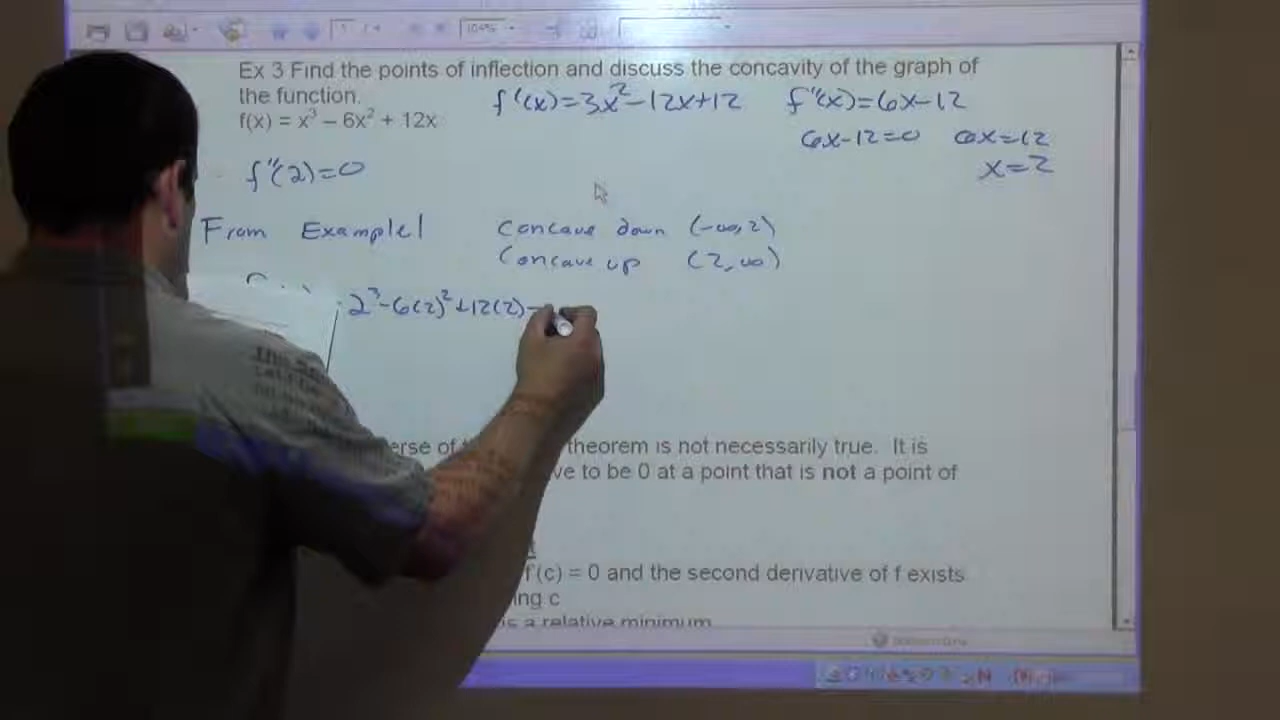 104%
Ex 3 Find the points of inflection and discuss the concavity of the graph of
the function.
f'(x)=3x²-12x+12 f''(x)=6x-12
f(x) = x³ – 6x² + 12x
6x-12=0 6x=12
x=2
f''(2)=0
From Example 1 Concave down (-∞,2)
Concave up (2,∞)
2³-6(2)²+12(2)
theorem is not necessarily true. It is
to be 0 at a point that is not a point of
f'(c) = 0 and the second derivative of f exists
c
is a relative minimum